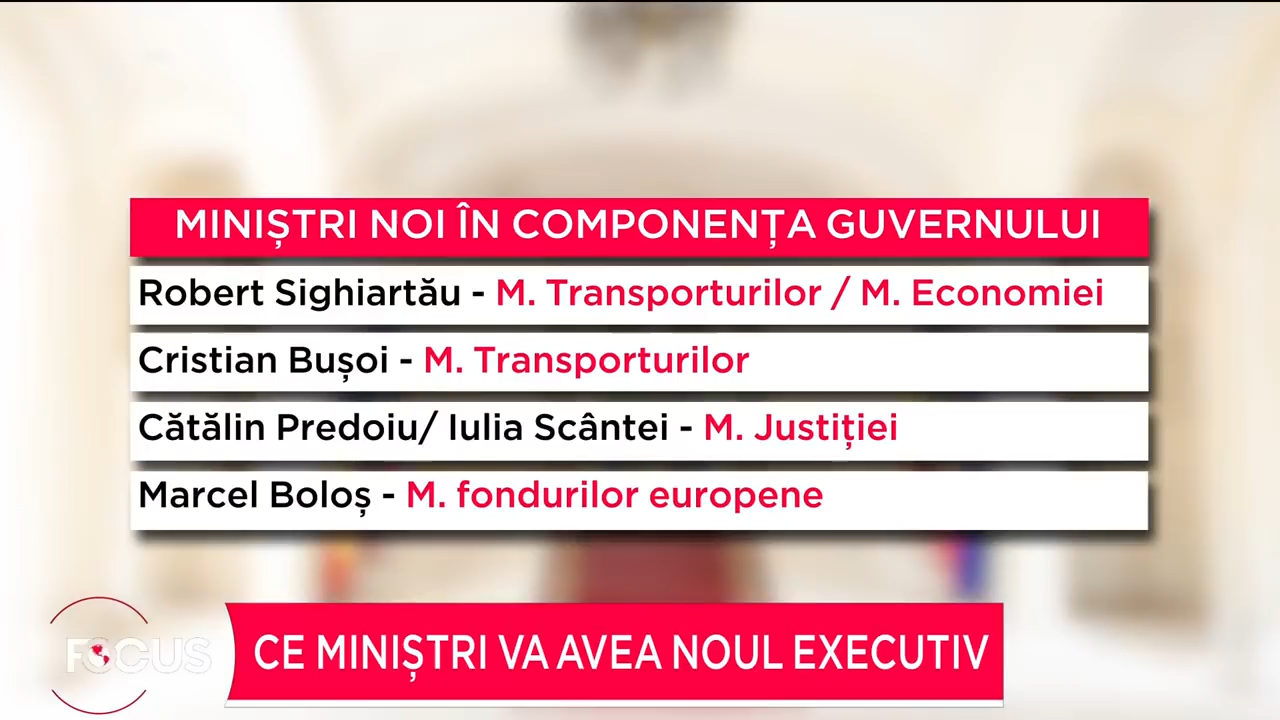 MINIȘTRI NOI ÎN COMPONENȚA GUVERNULUI
Robert Sighiartău - M. Transporturilor / M. Economiei
Cristian Bușoi - M. Transporturilor
Cătălin Predoiu/ Iulia Scântei - M. Justiției
Marcel Boloș - M. fondurilor europene
FOCUS
CE MINIȘTRI VA AVEA NOUL EXECUTIV